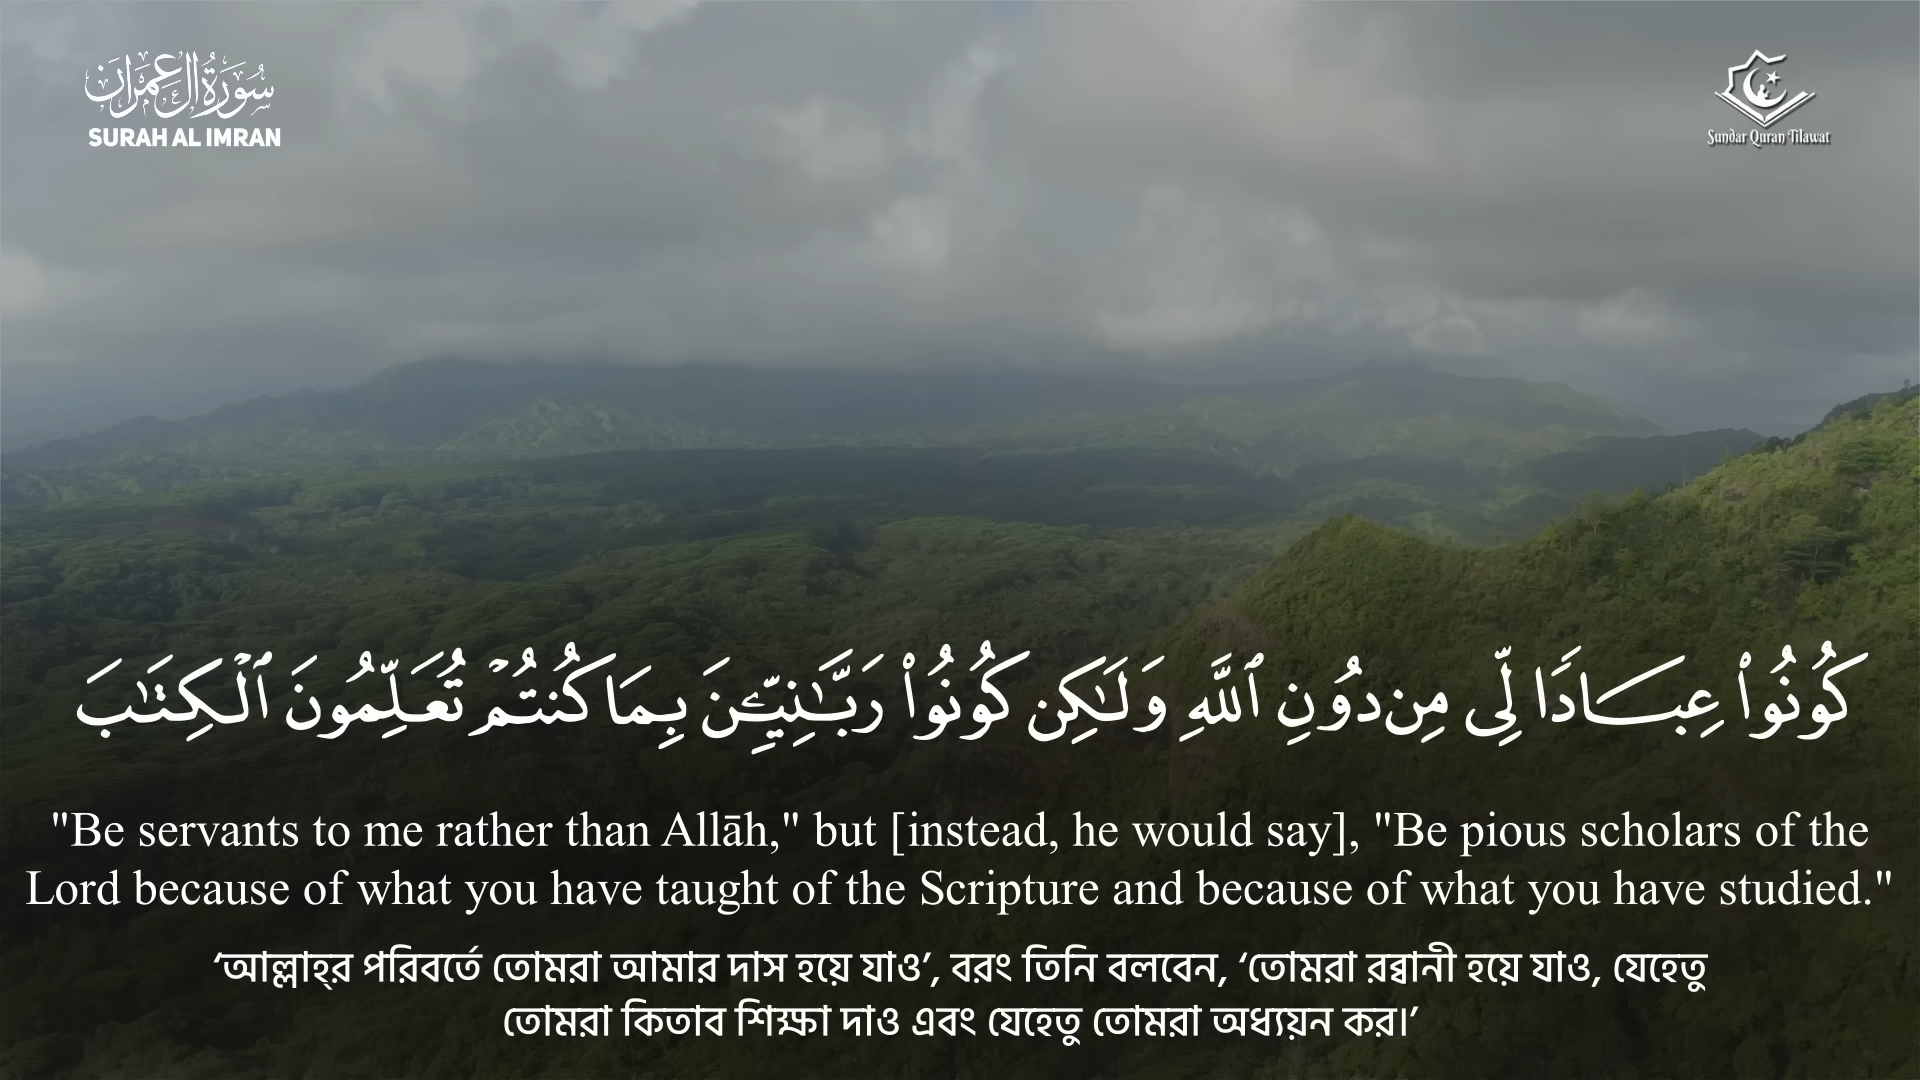 سُورَةُ آل عِمرَان
SURAH AL IMRAN
Sundar Quran Tilawat
كُونُوا۟ عِبَادًۭا لِّى مِن دُونِ ٱللَّهِ وَلَـٰكِن كُونُوا۟ رَبَّـٰنِيِّـۧنَ بِمَا كُنتُمْ تُعَلِّمُونَ ٱلْكِتَـٰبَ
"Be servants to me rather than Allāh," but [instead, he would say], "Be pious scholars of the
Lord because of what you have taught of the Scripture and because of what you have studied."
‘আল্লাহ্‌র পরিবর্তে তোমরা আমার দাস হয়ে যাও’, বরং তিনি বলবেন, ‘তোমরা রব্বানী হয়ে যাও, যেহেতু
তোমরা কিতাব শিক্ষা দাও এবং যেহেতু তোমরা অধ্যয়ন কর।’